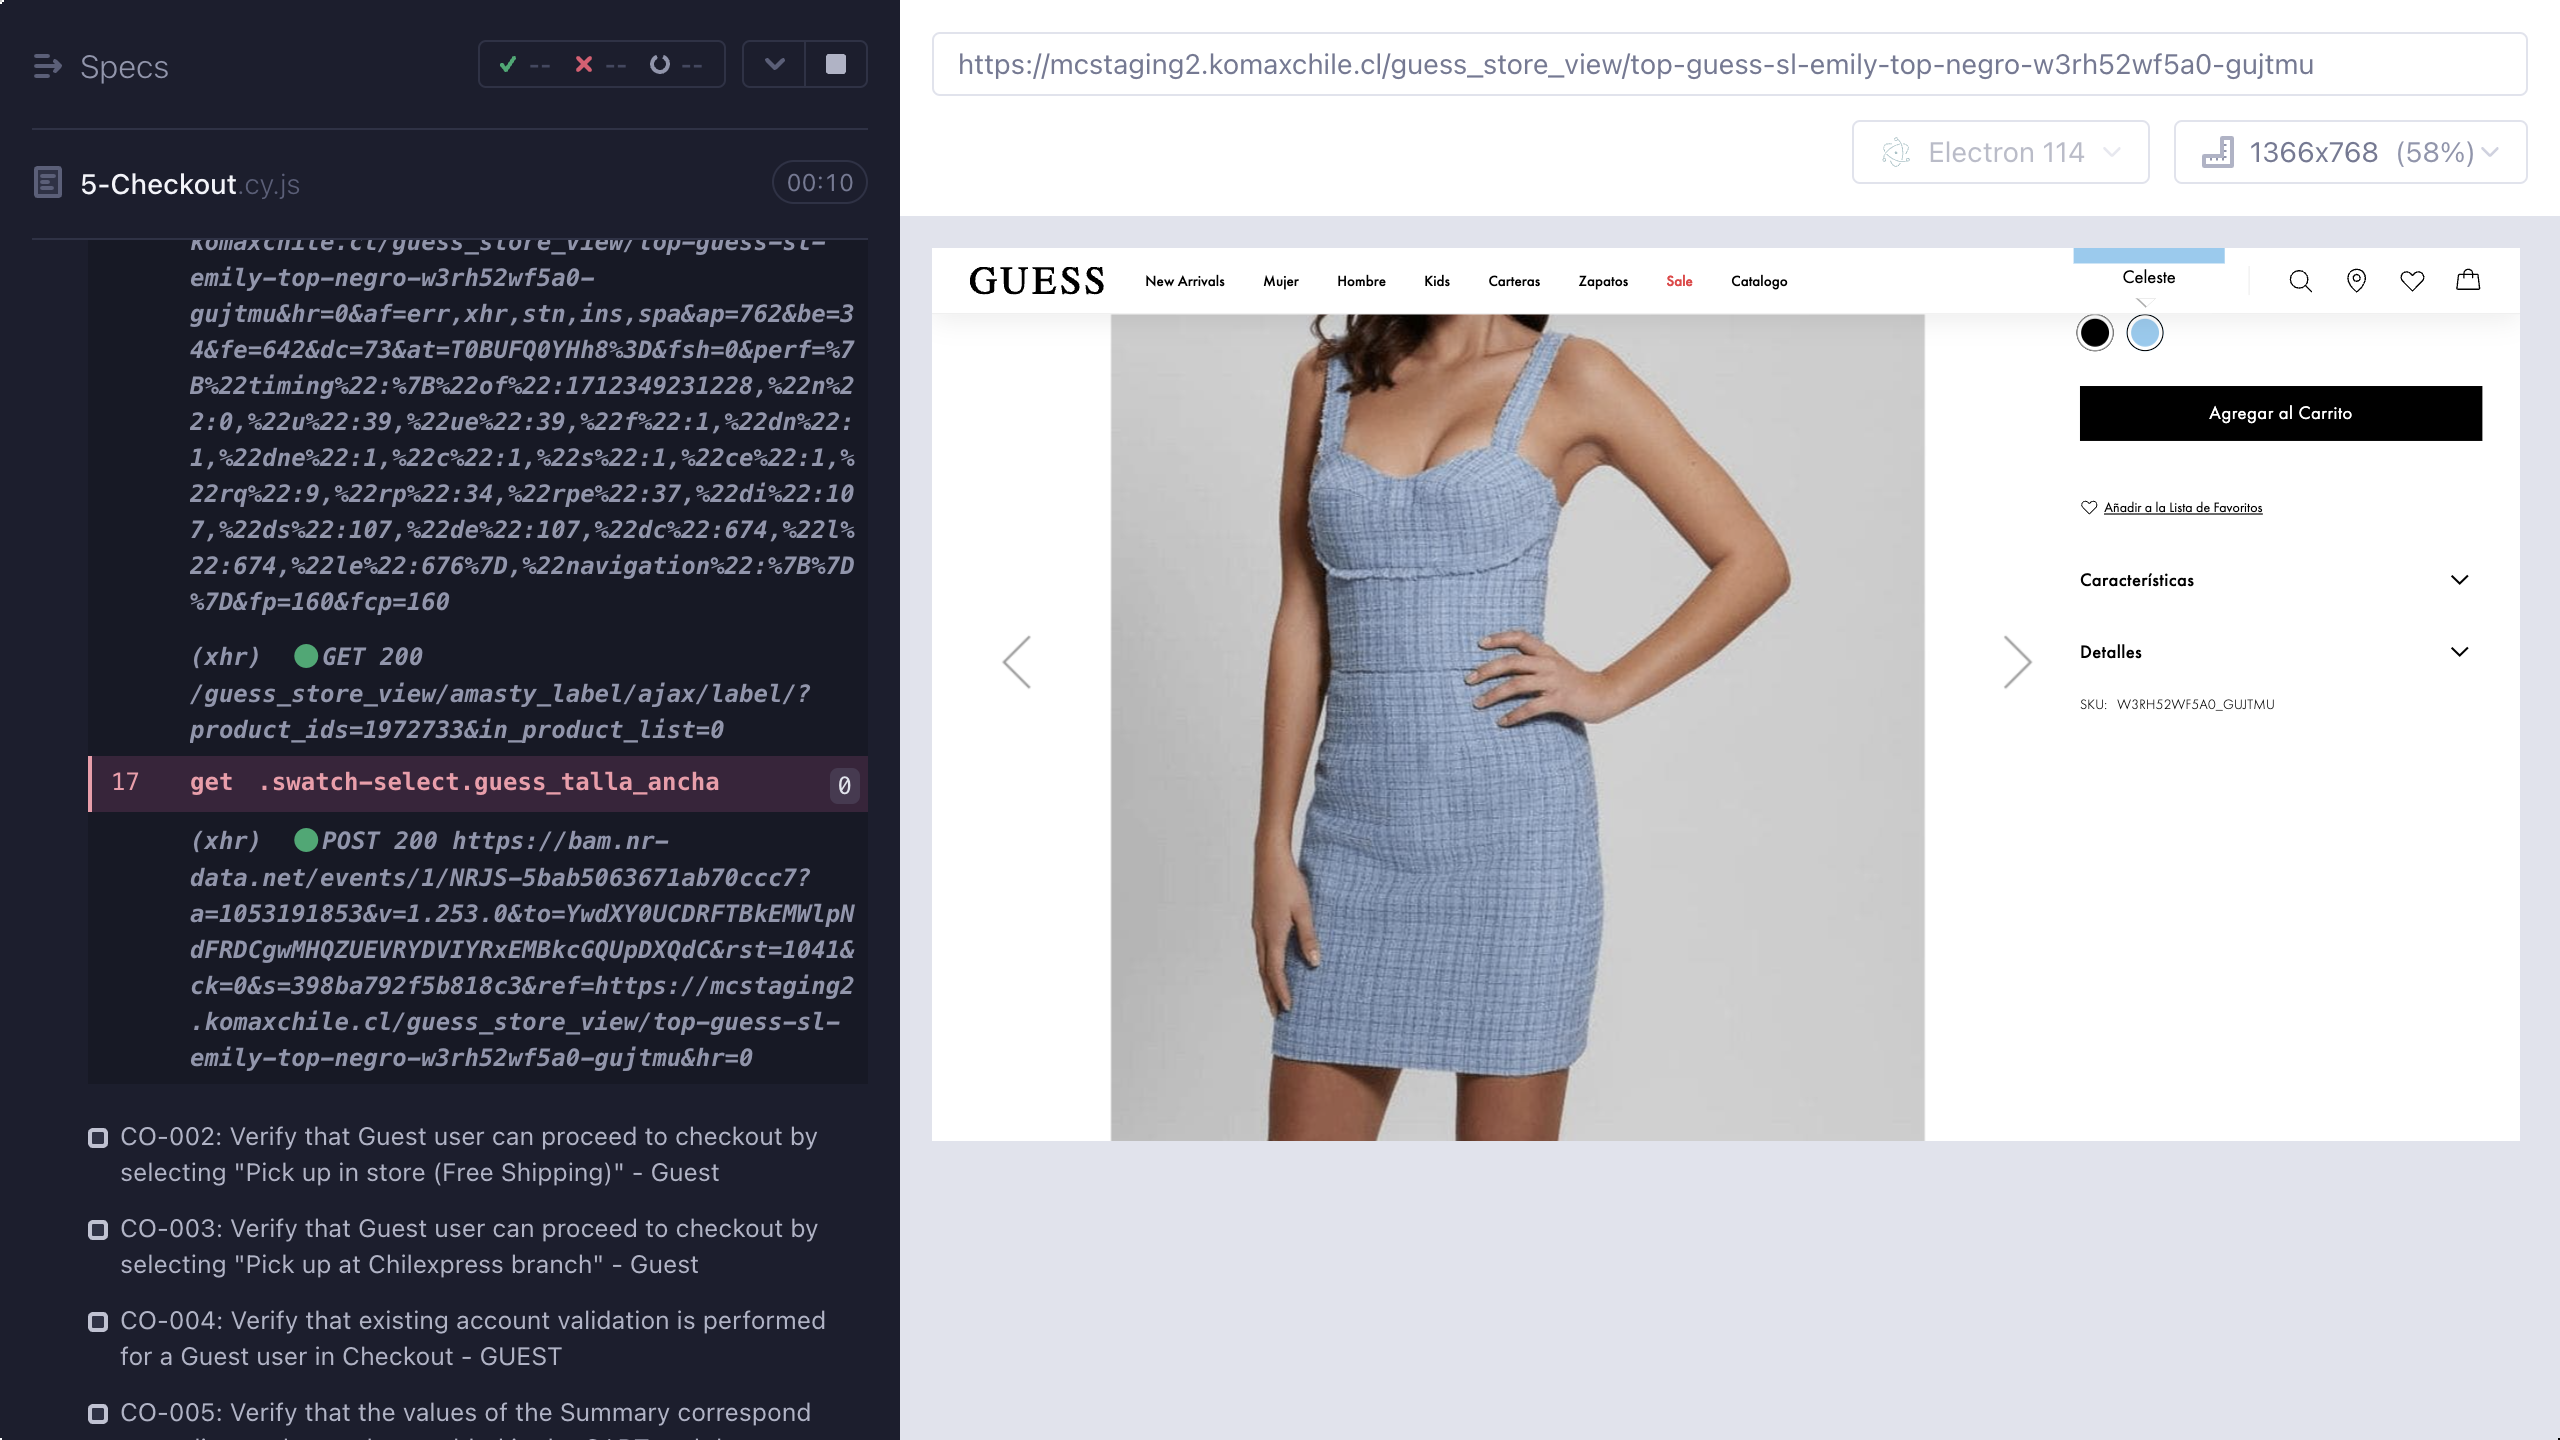 Specs
-- -- --
5-Checkout.cy.js
00:10
komaxchile.cl/guess_store_view/top-guess-sl-
emily-top-negro-w3rh52wf5a0-
gujtmu&hr=0&af=err,xhr,stn,ins,spa&ap=762&be=3
4&fe=642&dc=73&at=T0BUFQ0YHh8%3D&fsh=0&perf=%7
B%22timing%22:%7B%22of%22:1712349231228,%22n%2
2:0,%22u%22:39,%22ue%22:39,%22f%22:1,%22dn%22:
1,%22dne%22:1,%22c%22:1,%22s%22:1,%22ce%22:1,%
22rq%22:9,%22rp%22:34,%22rpe%22:37,%22di%22:10
7,%22ds%22:107,%22de%22:107,%22dc%22:674,%22l%
22:674,%22le%22:676%7D,%22navigation%22:%7B%7D
%7D&fp=160&fcp=160
(xhr) GET 200
/guess_store_view/amasty_label/ajax/label/?
product_ids=1972733&in_product_list=0
17 get .swatch-select.guess_talla_ancha 0
(xhr) POST 200 https://bam.nr-
data.net/events/1/NRJS-5bab5063671ab70ccc7?
a=1053191853&v=1.253.0&to=YwdXY0UCDRFTBkEMWlpN
dFRDCgwMHQZUEVRYDVIYRxEMBkcGQUpDXQdC&rst=1041&
ck=0&s=398ba792f5b818c3&ref=https://mcstaging2
.komaxchile.cl/guess_store_view/top-guess-sl-
emily-top-negro-w3rh52wf5a0-gujtmu&hr=0
CO-002: Verify that Guest user can proceed to checkout by
selecting "Pick up in store (Free Shipping)" - Guest
CO-003: Verify that Guest user can proceed to checkout by
selecting "Pick up at Chilexpress branch" - Guest
CO-004: Verify that existing account validation is performed
for a Guest user in Checkout - GUEST
CO-005: Verify that the values of the Summary correspond
https://mcstaging2.komaxchile.cl/guess_store_view/top-guess-sl-emily-top-negro-w3rh52wf5a0-gujtmu
Electron 114
1366x768 (58%)
GUESS
New Arrivals Mujer Hombre Kids Carteras Zapatos Sale Catalogo
Celeste
Agregar al Carrito
Añadir a la Lista de Favoritos
Características
Detalles
SKU: W3RH52WF5A0_GUJTMU